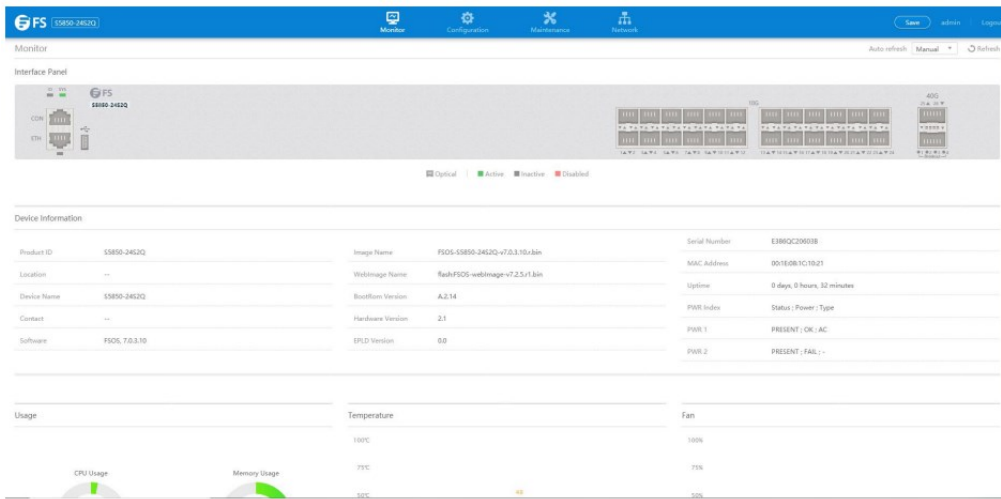 FS S5850-24S2Q Monitor Configuration Maintenance Network Save admin Logout
Monitor Auto refresh Manual Refresh
Interface Panel
FS
S5850-24S2Q
CON
ETH
10G
40G
Optical Active Inactive Disabled
Device Information
Product ID S5850-24S2Q
Location --
Device Name S5850-24S2Q
Contact --
Software FSOS, 7.0.3.10
Image Name FSOS-S5850-24S2Q-v7.0.3.10.r.bin
WebImage Name flash:FSOS-webImage-v7.2.5.r1.bin
BootRom Version A.2.14
Hardware Version 2.1
EPLD Version 0.0
Serial Number E386QC20603B
MAC Address 00:1E:08:1C:10:21
Uptime 0 days, 0 hours, 32 minutes
PWR Index Status ; Power ; Type
PWR 1 PRESENT ; OK ; AC
PWR 2 PRESENT ; FAIL ; -
Usage
CPU Usage Memory Usage
Temperature
100℃
75℃
50℃
48
Fan
100%
75%
50%